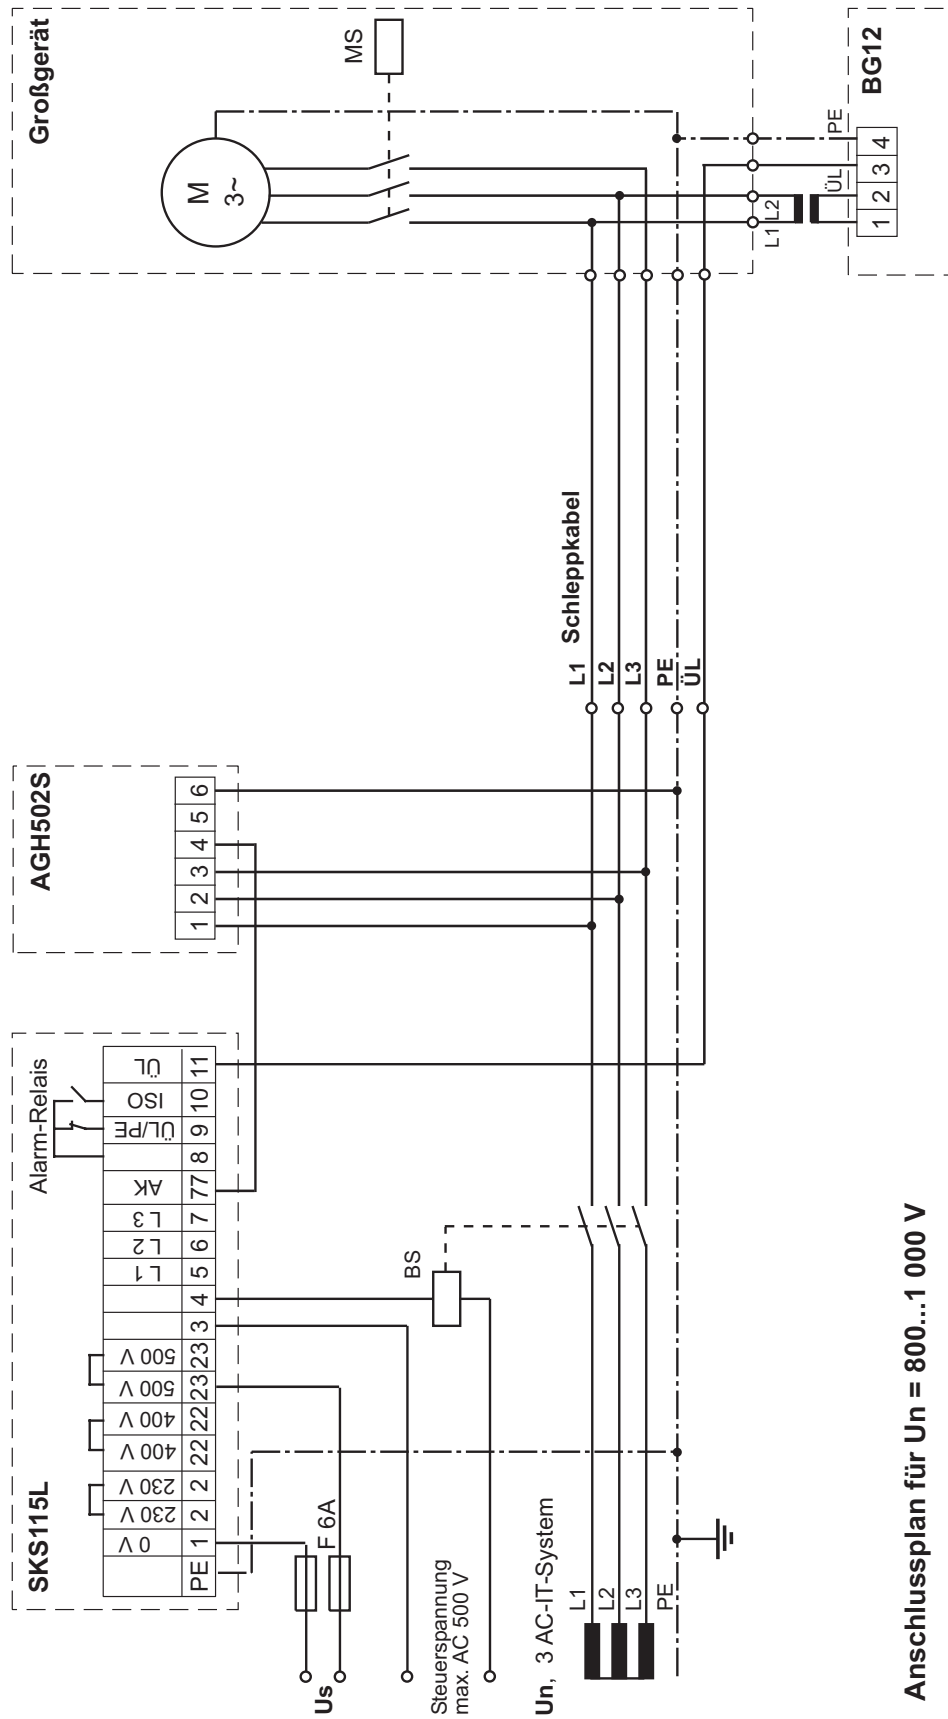 SKS115L
Alarm-Relais
PE
0 V
230 V
230 V
400 V
400 V
500 V
500 V
L 1
L 2
L 3
AK
ÜL/PE
ISO
ÜL
PE
1
2
2
22
22
23
23
3
4
5
6
7
77
8
9
10
11
AGH502S
1
2
3
4
5
6
Großgerät
M
3~
MS
F 6A
Us
Steuerspannung
max. AC 500 V
BS
Un, 3 AC-IT-System
L1
L2
L3
PE
L1
L2
L3
PE
ÜL
Schleppkabel
L1
L2
ÜL
PE
1
2
3
4
BG12
Anschlussplan für Un = 800...1 000 V